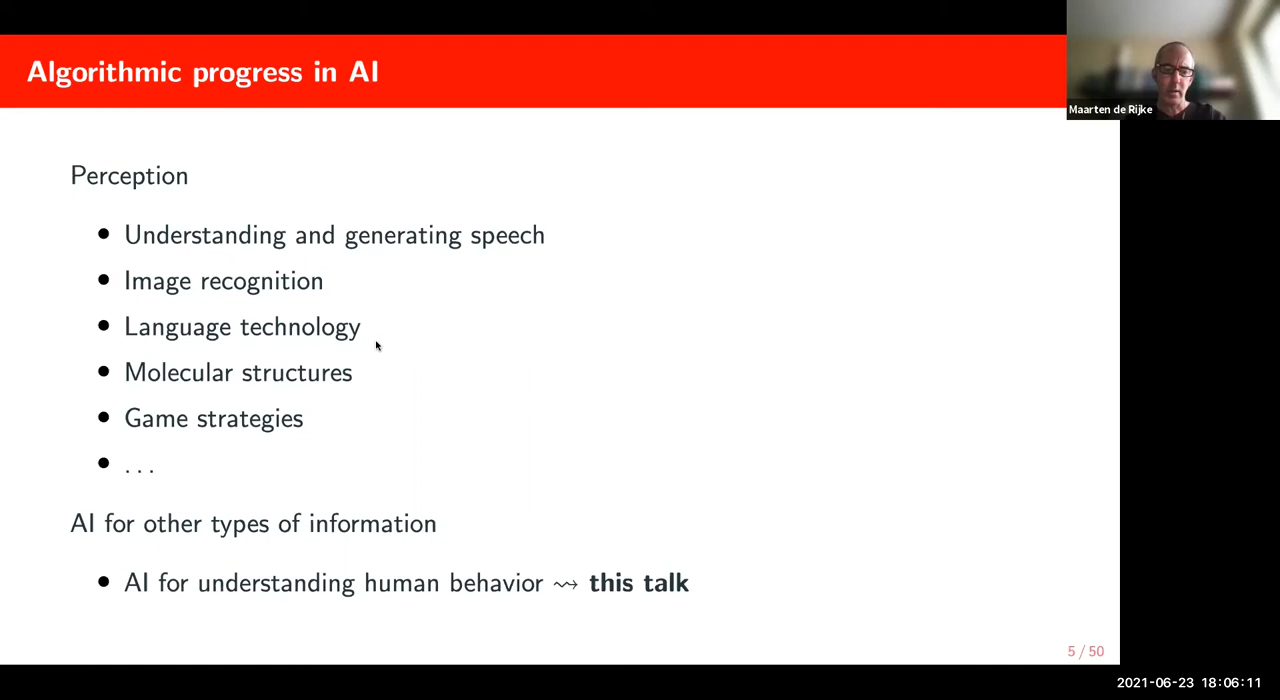 Algorithmic progress in AI
Maarten de Rijke
Perception
• Understanding and generating speech
• Image recognition
• Language technology
• Molecular structures
• Game strategies
• . . .
AI for other types of information
• AI for understanding human behavior ⇝ this talk
5 / 50
2021-06-23 18:06:11